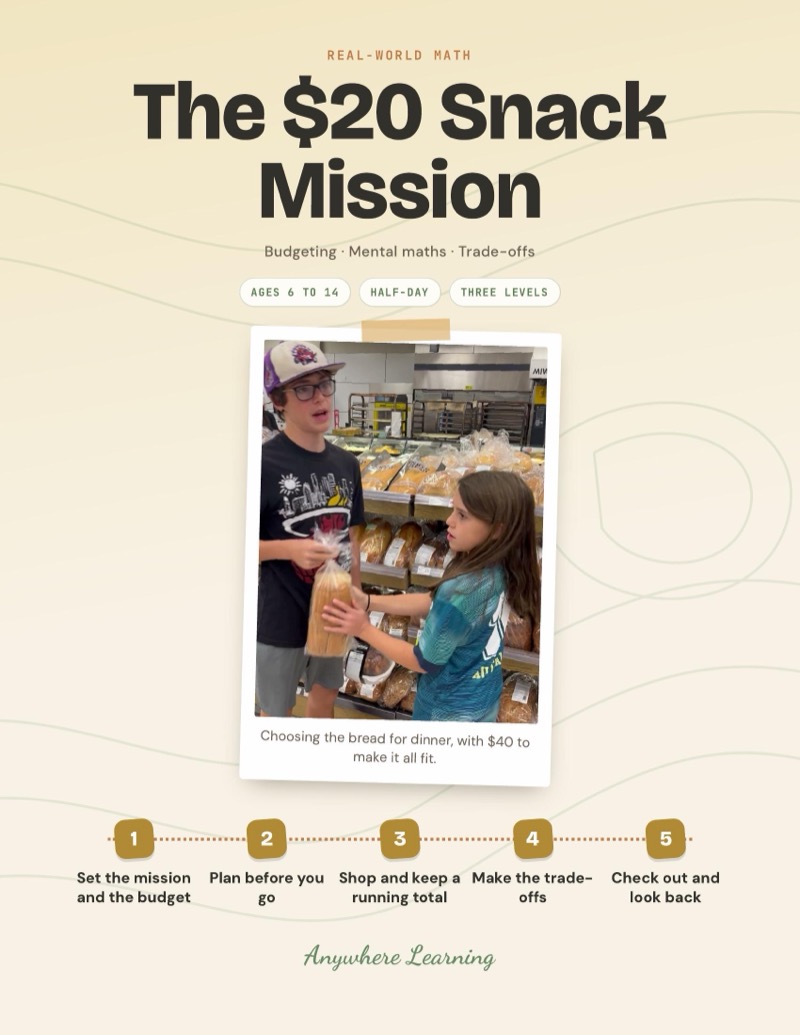 REAL-WORLD MATH
The $20 Snack
Mission
Budgeting · Mental maths · Trade-offs
AGES 6 TO 14
HALF-DAY
THREE LEVELS
Choosing the bread for dinner, with $40 to
make it all fit.
1
2
3
4
5
Set the mission
and the budget
Plan before you
go
Shop and keep a
running total
Make the trade-
offs
Check out and
look back
Anywhere Learning